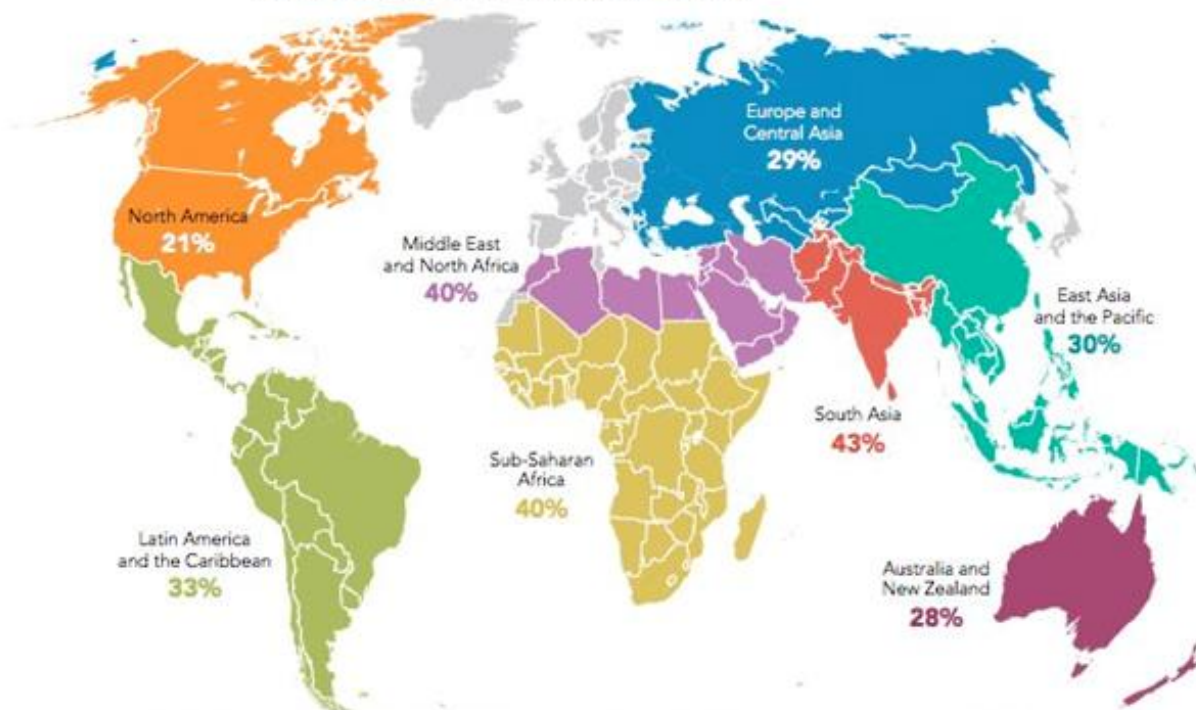 Europe and
Central Asia
29%
North America
21%
Middle East
and North Africa
40%
East Asia
and the Pacific
30%
South Asia
43%
Sub-Saharan
Africa
40%
Latin America
and the Caribbean
33%
Australia and
New Zealand
28%